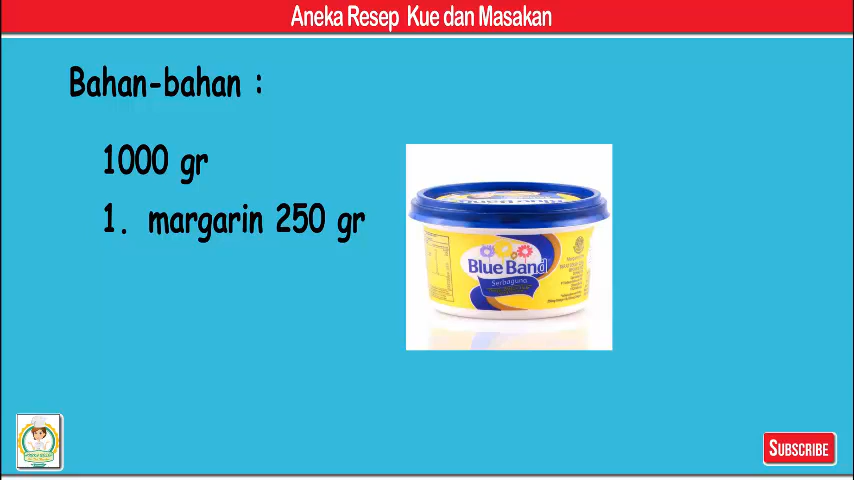 Aneka Resep Kue dan Masakan
Bahan-bahan :
1000 gr
1. margarin 250 gr
Blue Band
Serbaguna
SUBSCRIBE